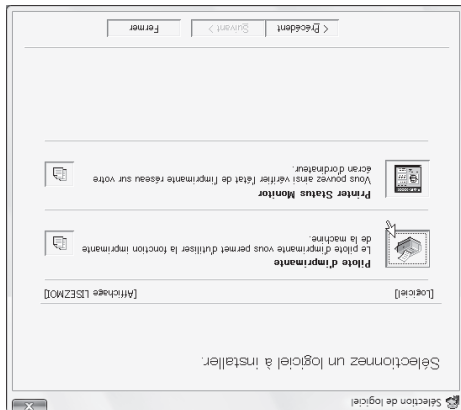 Sélection de logiciel
Sélectionnez un logiciel à installer.
[Logiciel] [Affichage LISEZMOI]
Pilote d'imprimante
Le pilote d'imprimante vous permet d'utiliser la fonction imprimante
de la machine.
Printer Status Monitor
Vous pouvez ainsi vérifier l'état de l'imprimante réseau sur votre
écran d'ordinateur.
< Précédent Suivant > Fermer